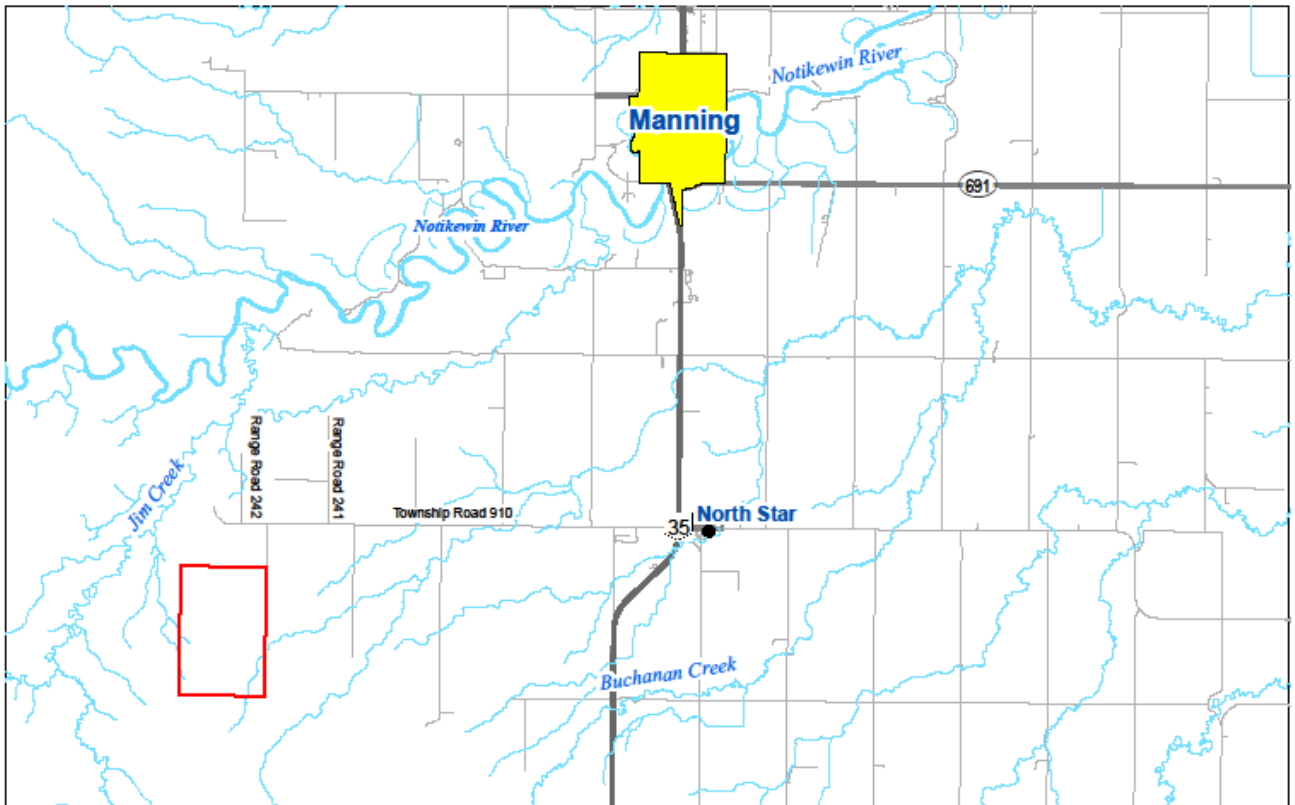 Notikewin River
Manning
691
Notikewin River
Range Road 242
Range Road 241
Jim Creek
Township Road 910
North Star
35
Buchanan Creek